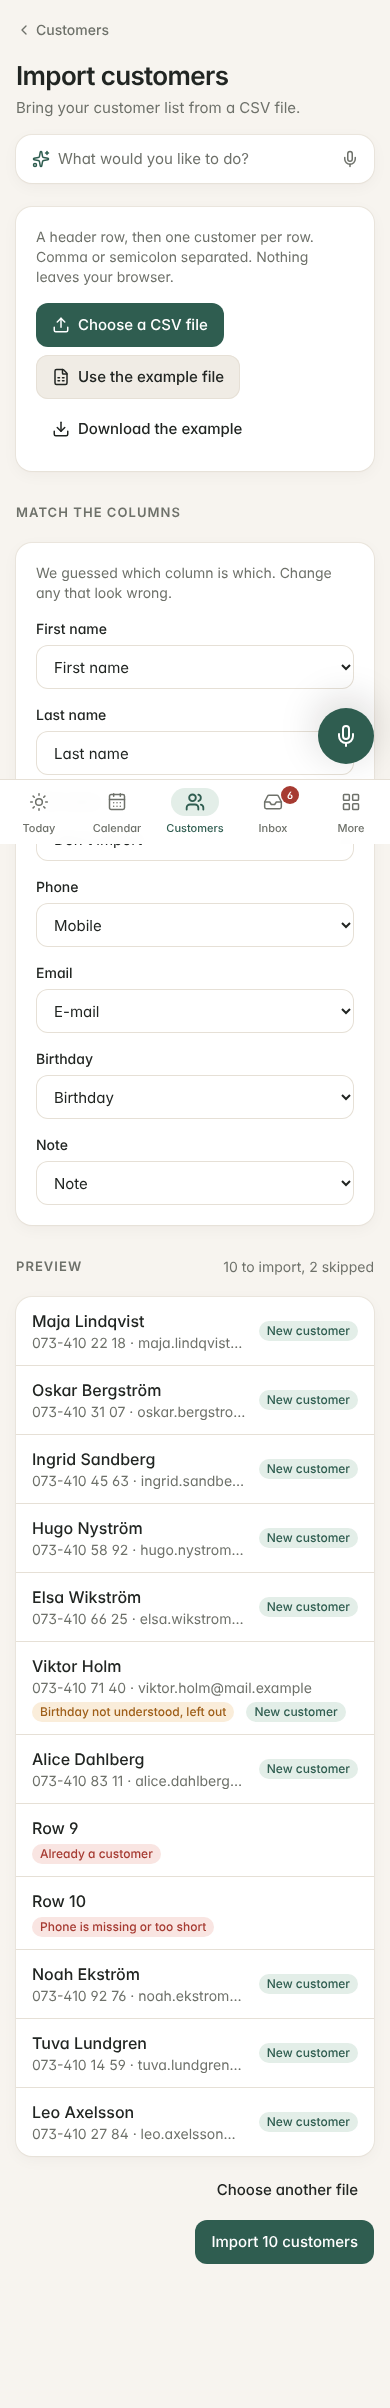 Customers
Import customers
Bring your customer list from a CSV file.
What would you like to do?
A header row, then one customer per row.
Comma or semicolon separated. Nothing
leaves your browser.
Choose a CSV file
Use the example file
Download the example
MATCH THE COLUMNS
We guessed which column is which. Change
any that look wrong.
First name
First name
Last name
Last name
Today
Calendar
Customers
Inbox
6
More
Phone
Mobile
Email
E-mail
Birthday
Birthday
Note
Note
PREVIEW
10 to import, 2 skipped
Maja Lindqvist
073-410 22 18 · maja.lindqvist...
New customer
Oskar Bergström
073-410 31 07 · oskar.bergstro...
New customer
Ingrid Sandberg
073-410 45 63 · ingrid.sandbe...
New customer
Hugo Nyström
073-410 58 92 · hugo.nystrom...
New customer
Elsa Wikström
073-410 66 25 · elsa.wikstrom...
New customer
Viktor Holm
073-410 71 40 · viktor.holm@mail.example
Birthday not understood, left out
New customer
Alice Dahlberg
073-410 83 11 · alice.dahlberg...
New customer
Row 9
Already a customer
Row 10
Phone is missing or too short
Noah Ekström
073-410 92 76 · noah.ekstrom...
New customer
Tuva Lundgren
073-410 14 59 · tuva.lundgren...
New customer
Leo Axelsson
073-410 27 84 · leo.axelsson...
New customer
Choose another file
Import 10 customers